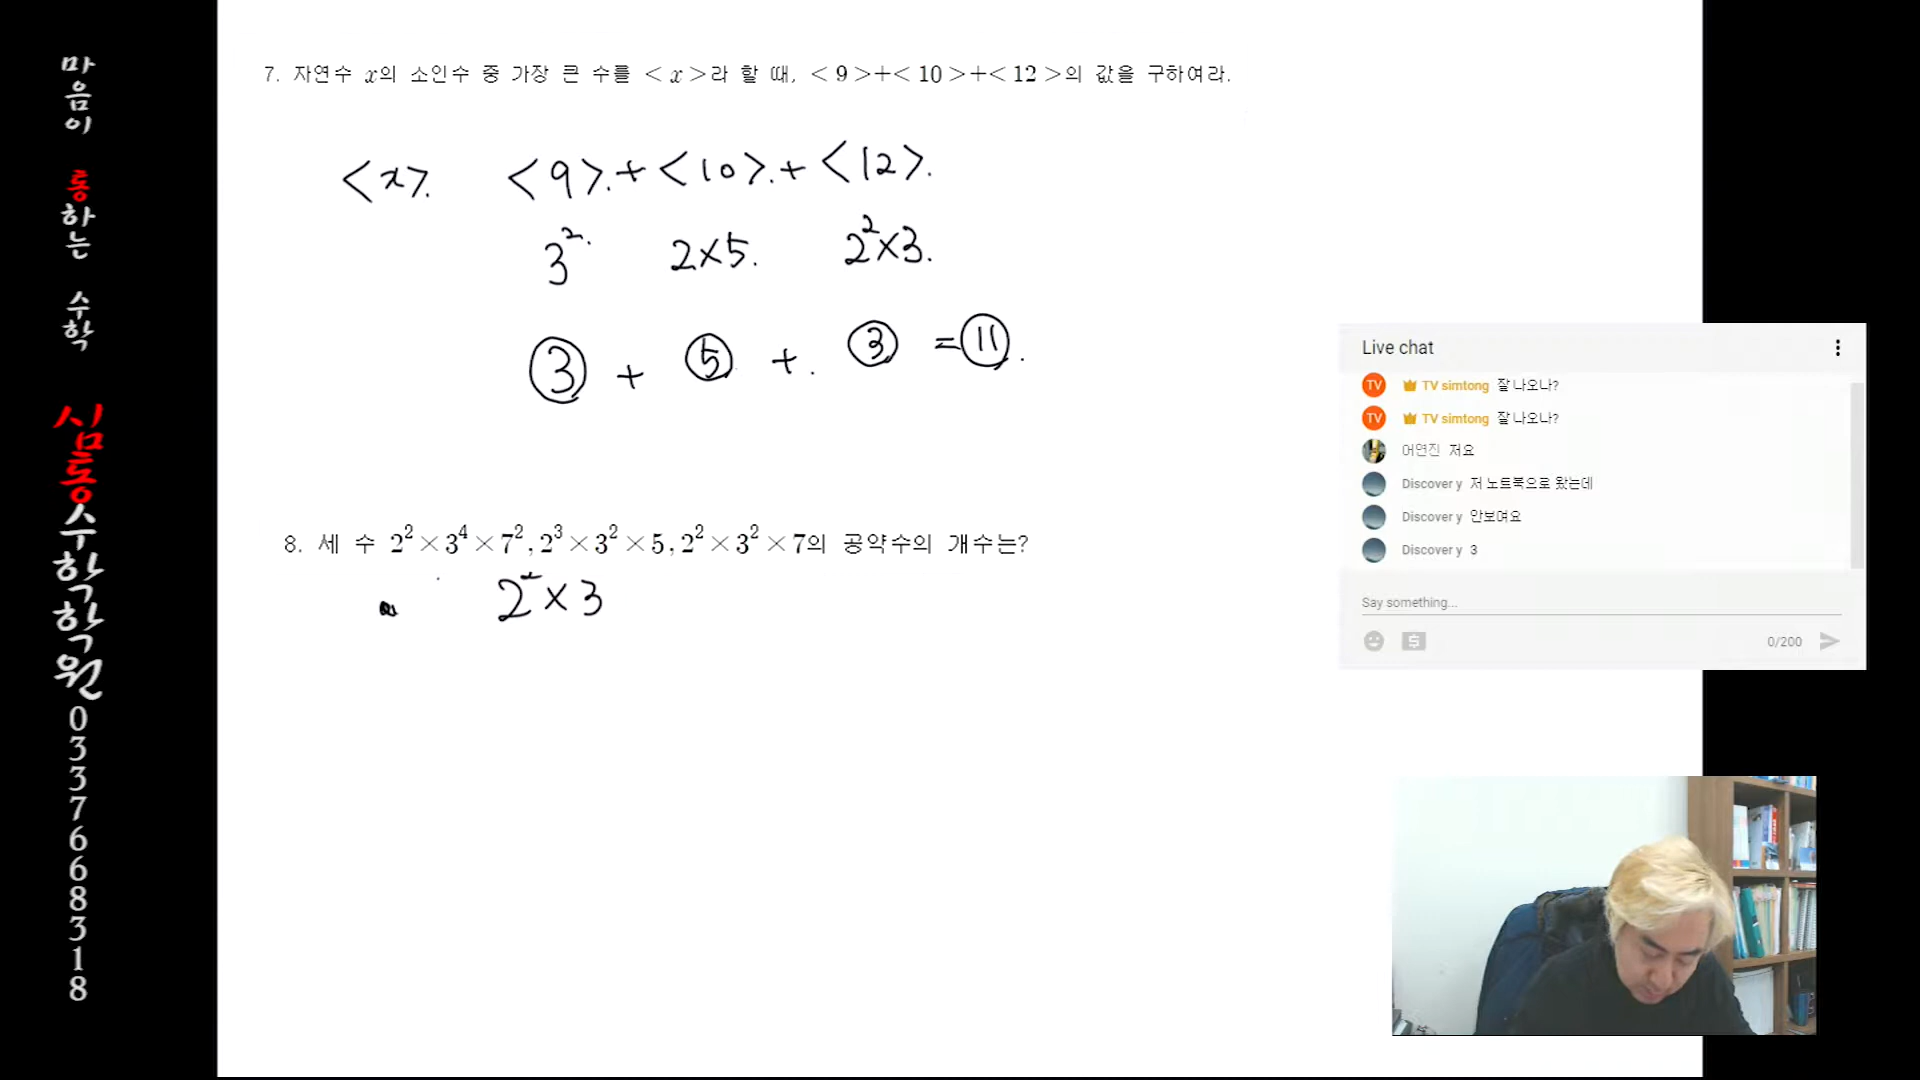 마음이 통하는 수학 심통수학학원 0337668318
7. 자연수 x의 소인수 중 가장 큰 수를 < x >라 할 때, < 9 >+< 10 >+< 12 >의 값을 구하여라.
<x>. <9>.+<10>.+<12>.
3². 2×5. 2²×3.
③ + ⑤ +. ③ =⑪.
8. 세 수 2²×3⁴×7², 2³×3²×5, 2²×3²×7의 공약수의 개수는?
2²×3
Live chat
TV TV simtong 잘 나오나?
TV TV simtong 잘 나오나?
어연진 저요
Discover y 저 노트북으로 왔는데
Discover y 안보여요
Discover y 3
Say something...
0/200